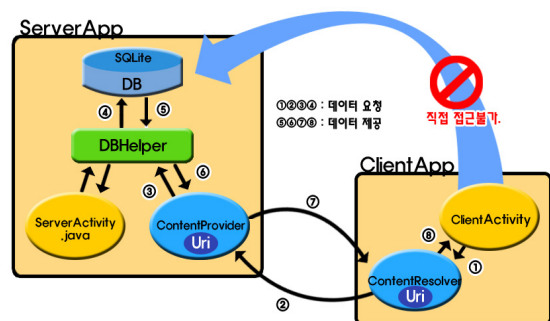 ServerApp
SQLite
DB
④
⑤
①②③④ : 데이터 요청
⑤⑥⑦⑧ : 데이터 제공
직접 접근불가.
DBHelper
③
⑥
ClientApp
⑦
ServerActivity
.java
ContentProvider
Uri
ClientActivity
⑧
①
ContentResolver
Uri
②